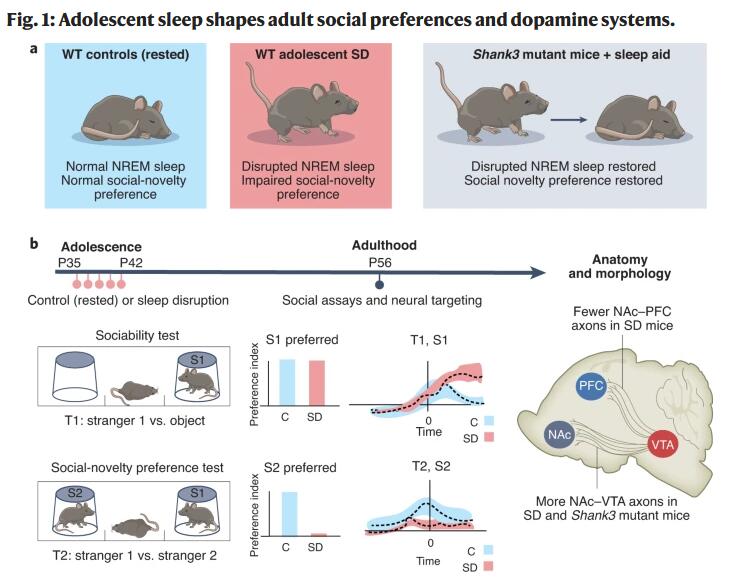 Fig. 1: Adolescent sleep shapes adult social preferences and dopamine systems.
a
WT controls (rested)
Normal NREM sleep
Normal social-novelty
preference
WT adolescent SD
Disrupted NREM sleep
Impaired social-novelty
preference
Shank3 mutant mice + sleep aid
Disrupted NREM sleep restored
Social novelty preference restored
b
Adolescence
P35
P42
Control (rested) or sleep disruption
Adulthood
P56
Social assays and neural targeting
Sociability test
S1
T1: stranger 1 vs. object
S1 preferred
Preference index
C
SD
T1, S1
0
Time
C
SD
Social-novelty preference test
S2
S1
T2: stranger 1 vs. stranger 2
S2 preferred
Preference index
C
SD
T2, S2
0
Time
C
SD
Anatomy
and morphology
Fewer NAc–PFC
axons in SD mice
PFC
NAc
VTA
More NAc–VTA axons in
SD and Shank3 mutant mice